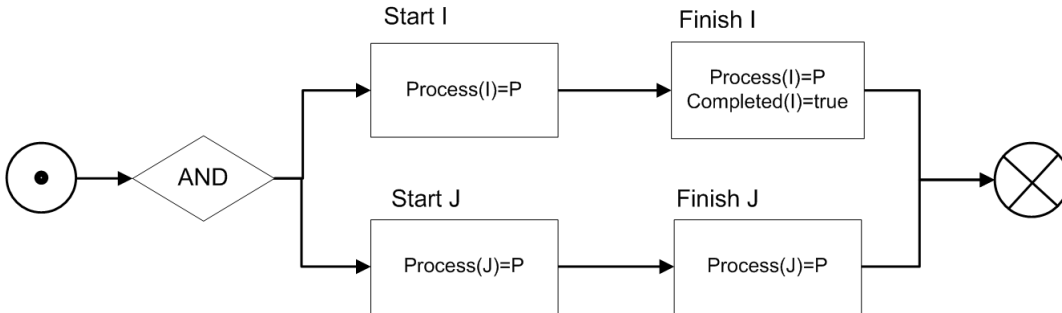 Start I
Finish I
Process(I)=P
Process(I)=P
Completed(I)=true
AND
Start J
Finish J
Process(J)=P
Process(J)=P